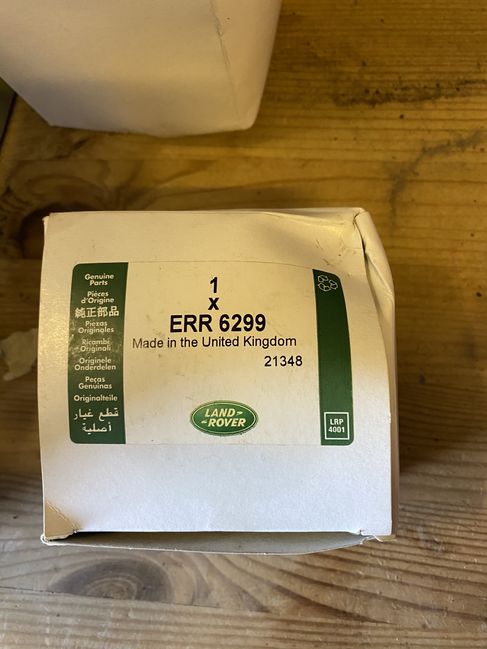 Genuine
Parts
Pièces
d'Origine
純正部品
Piezas
Originales
Ricambi
Originali
Originele
Onderdelen
Peças
Genuinas
Originalteile
قطع غيار
أصلية
1
x
ERR 6299
Made in the United Kingdom
21348
LAND-
-ROVER
LRP
4001